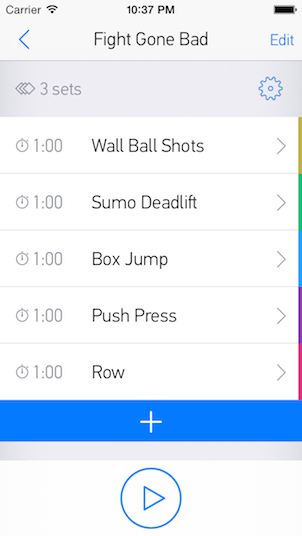 Carrier 10:37 PM
Fight Gone Bad Edit
3 sets
1:00 Wall Ball Shots
1:00 Sumo Deadlift
1:00 Box Jump
1:00 Push Press
1:00 Row